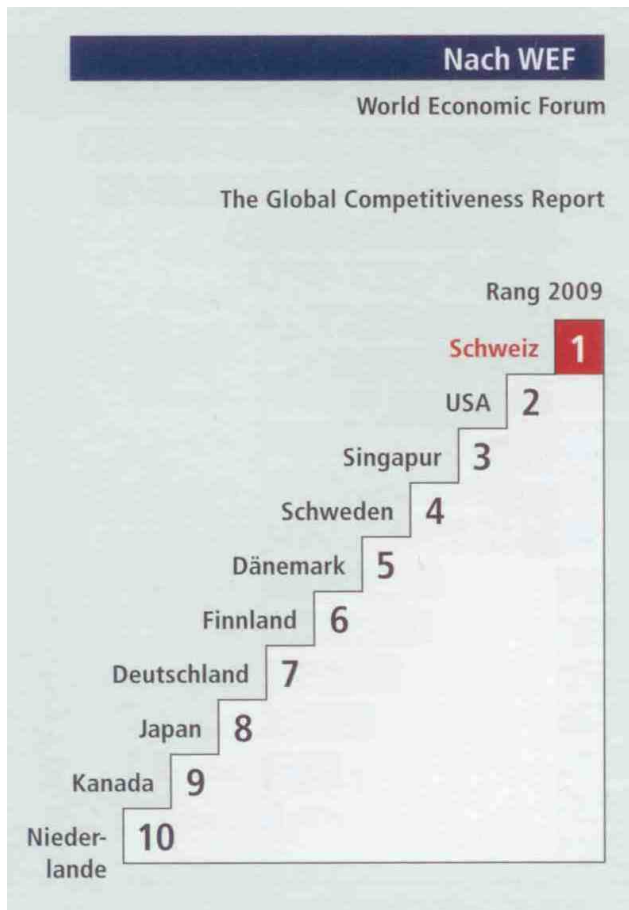 Nach WEF
World Economic Forum
The Global Competitiveness Report
Rang 2009
Schweiz 1
USA 2
Singapur 3
Schweden 4
Dänemark 5
Finnland 6
Deutschland 7
Japan 8
Kanada 9
Nieder- 10
lande